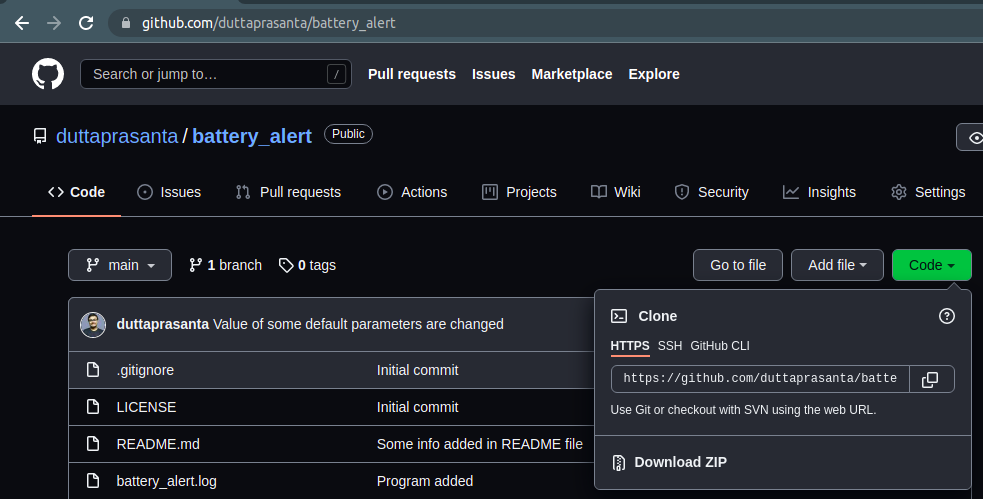 github.com/duttaprasanta/battery_alert
Search or jump to… /
Pull requests Issues Marketplace Explore
duttaprasanta / battery_alert Public
Code Issues Pull requests Actions Projects Wiki Security Insights Settings
main 1 branch 0 tags Go to file Add file Code
duttaprasanta Value of some default parameters are changed
.gitignore Initial commit
LICENSE Initial commit
README.md Some info added in README file
battery_alert.log Program added
Clone
HTTPS SSH GitHub CLI
https://github.com/duttaprasanta/batte
Use Git or checkout with SVN using the web URL.
Download ZIP